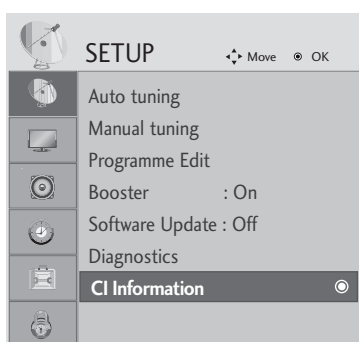 SETUP Move OK
Auto tuning
Manual tuning
Programme Edit
Booster : On
Software Update : Off
Diagnostics
CI Information